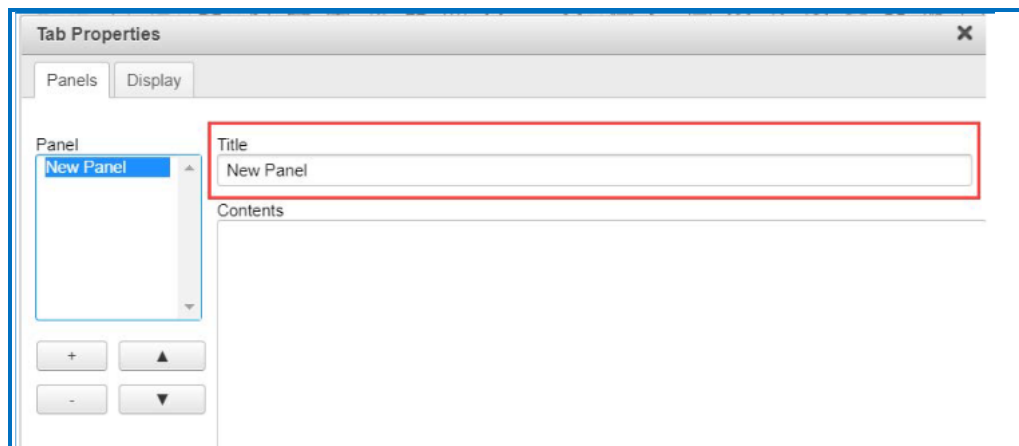 Tab Properties
Panels Display
Panel
New Panel
Title
New Panel
Contents
+
-